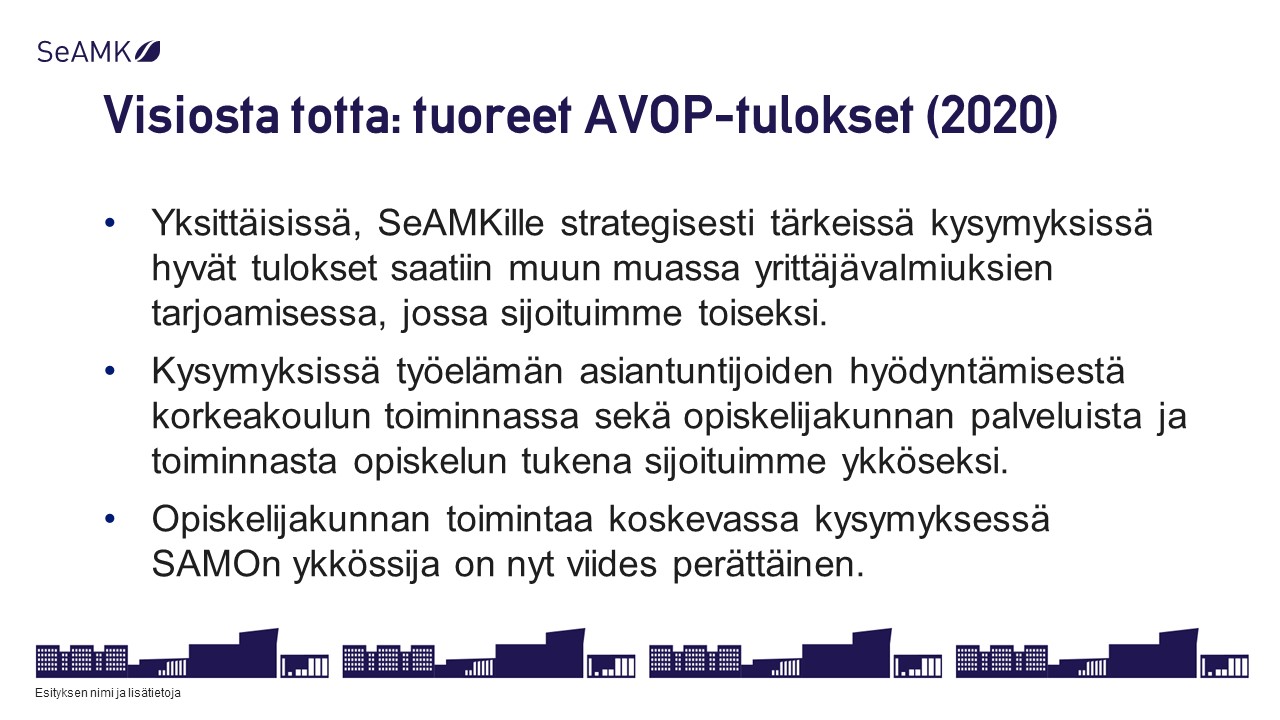 SeAMK
Visiosta totta: tuoreet AVOP-tulokset (2020)
• Yksittäisissä, SeAMKille strategisesti tärkeissä kysymyksissä
hyvät tulokset saatiin muun muassa yrittäjävalmiuksien
tarjoamisessa, jossa sijoituimme toiseksi.
• Kysymyksissä työelämän asiantuntijoiden hyödyntämisestä
korkeakoulun toiminnassa sekä opiskelijakunnan palveluista ja
toiminnasta opiskelun tukena sijoituimme ykköseksi.
• Opiskelijakunnan toimintaa koskevassa kysymyksessä
SAMOn ykkössija on nyt viides perättäinen.
Esityksen nimi ja lisätietoja